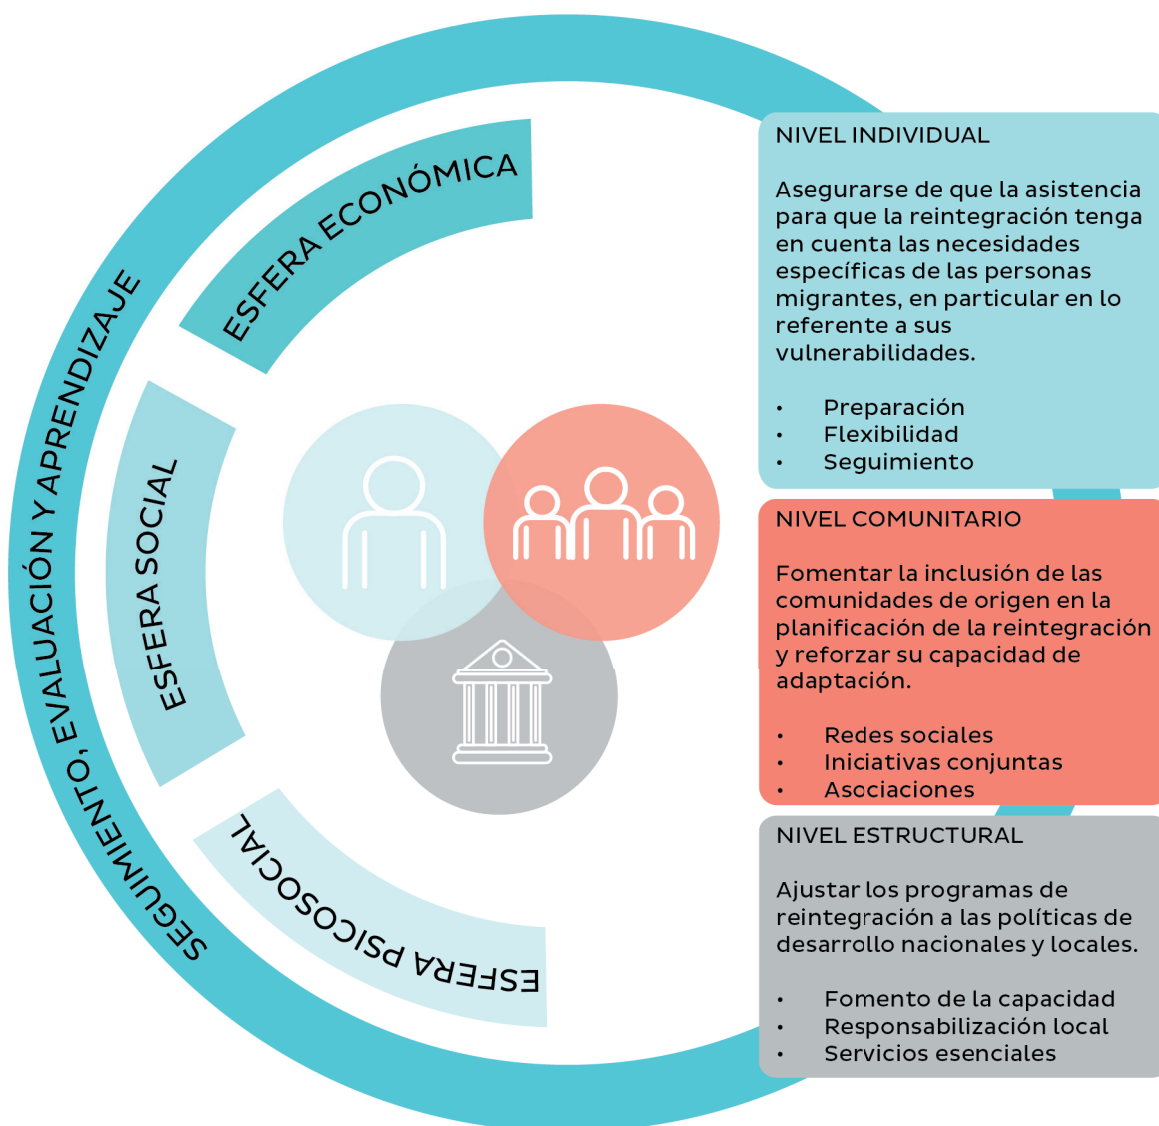 SEGUIMIENTO, EVALUACIÓN Y APRENDIZAJE
ESFERA ECONÓMICA
ESFERA SOCIAL
ESFERA PSICOSOCIAL
NIVEL INDIVIDUAL
Asegurarse de que la asistencia
para que la reintegración tenga
en cuenta las necesidades
específicas de las personas
migrantes, en particular en lo
referente a sus
vulnerabilidades.
• Preparación
• Flexibilidad
• Seguimiento
NIVEL COMUNITARIO
Fomentar la inclusión de las
comunidades de origen en la
planificación de la reintegración
y reforzar su capacidad de
adaptación.
• Redes sociales
• Iniciativas conjuntas
• Asociaciones
NIVEL ESTRUCTURAL
Ajustar los programas de
reintegración a las políticas de
desarrollo nacionales y locales.
• Fomento de la capacidad
• Responsabilización local
• Servicios esenciales